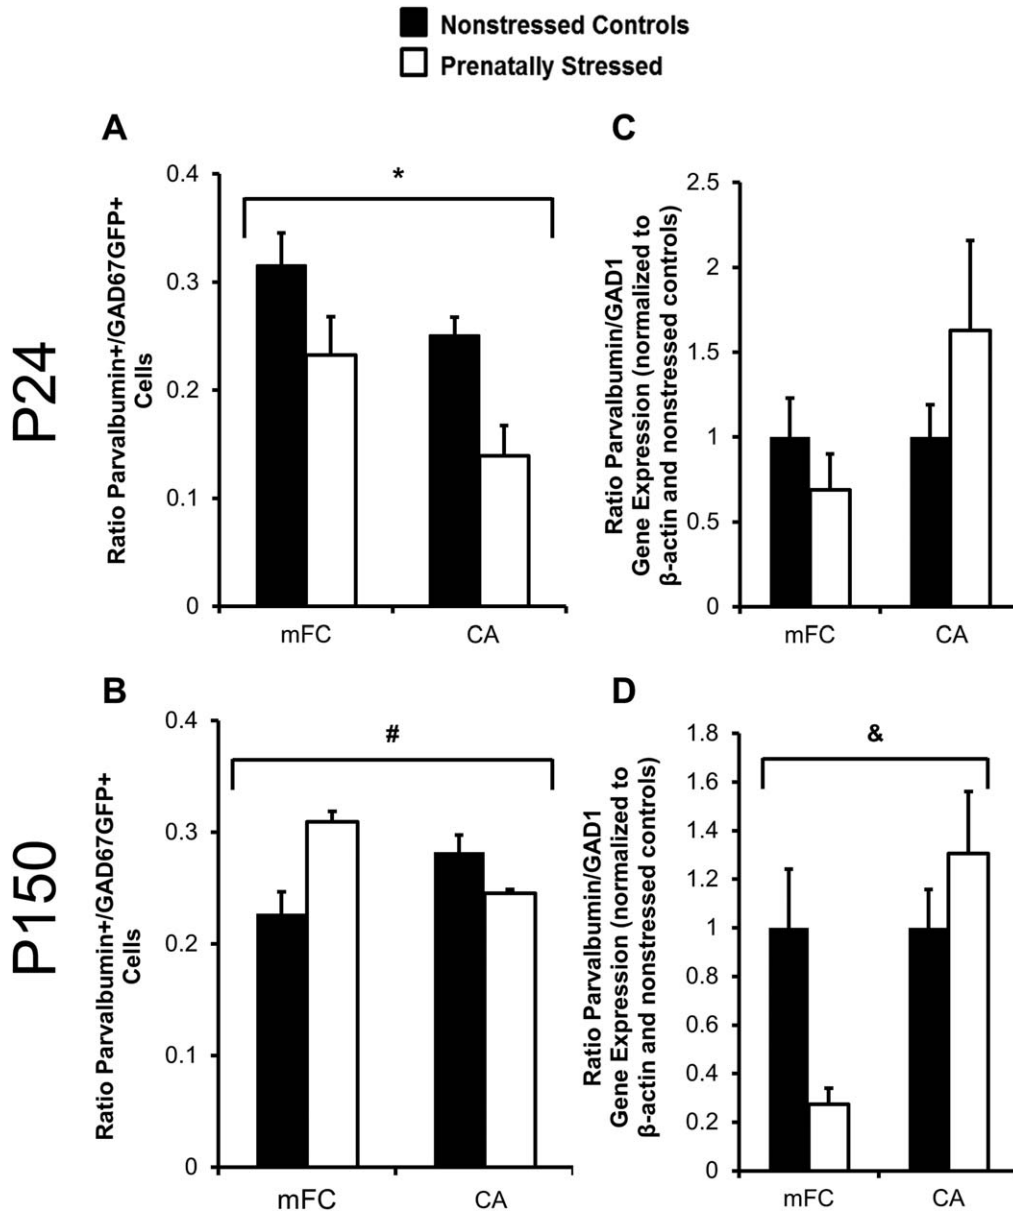 Nonstressed Controls
Prenatally Stressed
P24
A
Ratio Parvalbumin+/GAD67GFP+
Cells
0.4
0.3
0.2
0.1
0
*
mFC CA
C
Ratio Parvalbumin/GAD1
Gene Expression (normalized to
β-actin and nonstressed controls)
2.5
2
1.5
1
0.5
0
mFC CA
P150
B
Ratio Parvalbumin+/GAD67GFP+
Cells
0.4
0.3
0.2
0.1
0
#
mFC CA
D
Ratio Parvalbumin/GAD1
Gene Expression (normalized to
β-actin and nonstressed controls)
1.8
1.6
1.4
1.2
1
0.8
0.6
0.4
0.2
0
&
mFC CA